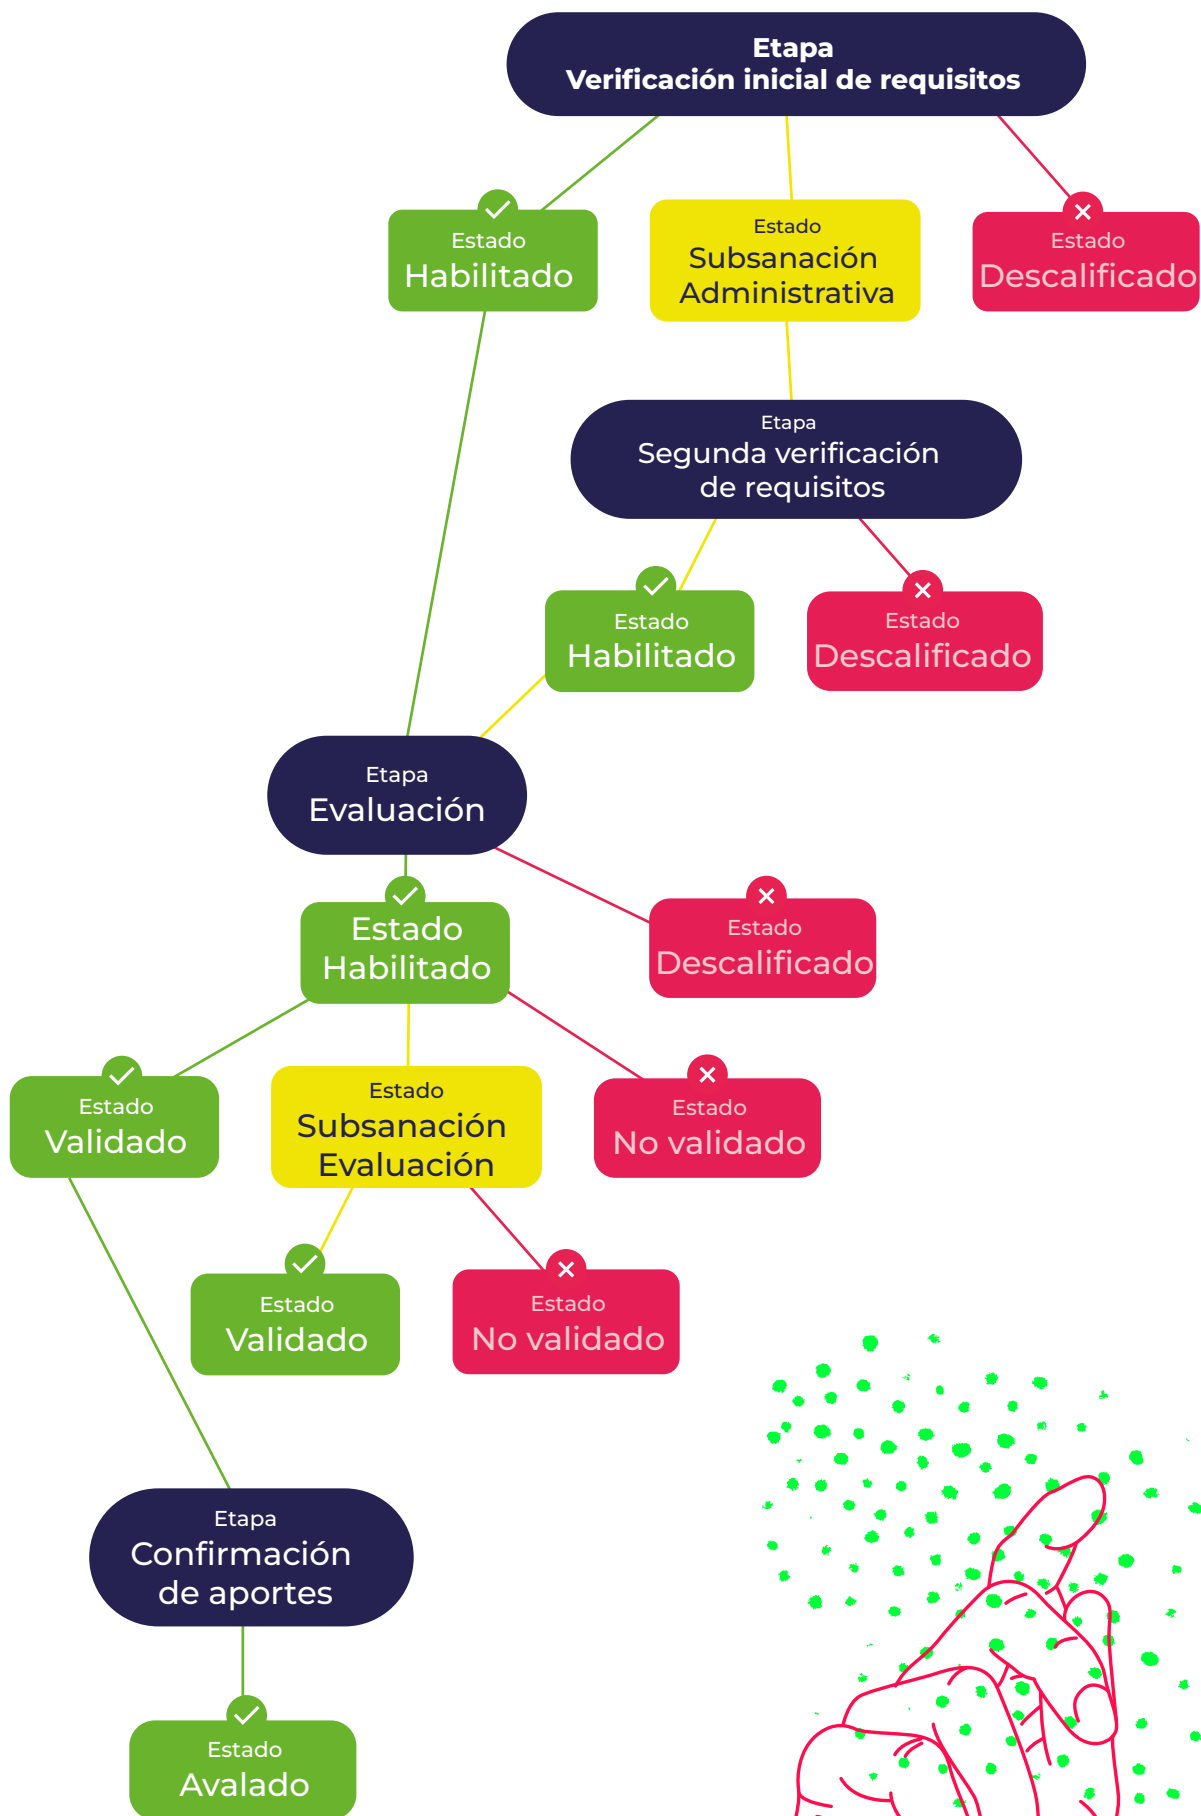 Etapa
Verificación inicial de requisitos
Estado
Habilitado
Estado
Subsanación
Administrativa
Estado
Descalificado
Etapa
Segunda verificación
de requisitos
Estado
Habilitado
Estado
Descalificado
Etapa
Evaluación
Estado
Habilitado
Estado
Descalificado
Estado
Validado
Estado
Subsanación
Evaluación
Estado
No validado
Estado
Validado
Estado
No validado
Etapa
Confirmación
de aportes
Estado
Avalado